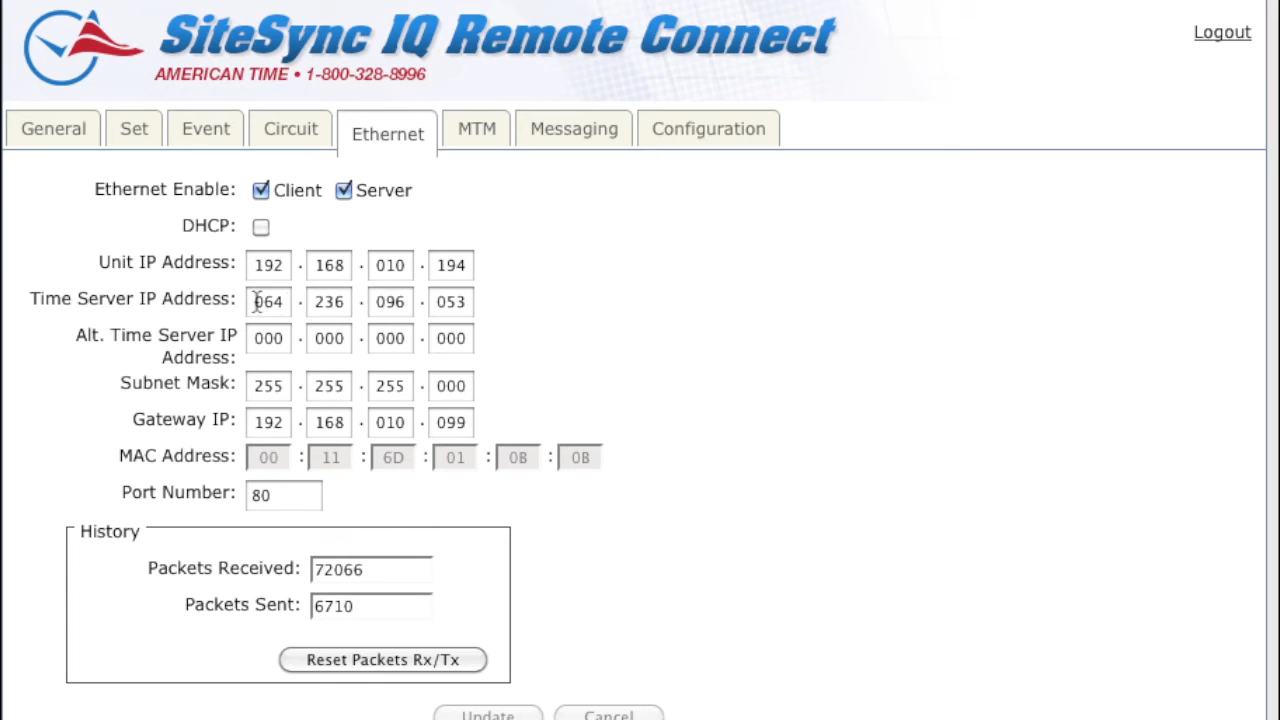 SiteSync IQ Remote Connect
AMERICAN TIME • 1-800-328-8996
Logout
General Set Event Circuit Ethernet MTM Messaging Configuration
Ethernet Enable: Client Server
DHCP:
Unit IP Address: 192 . 168 . 010 . 194
Time Server IP Address: 064 . 236 . 096 . 053
Alt. Time Server IP
Address: 000 . 000 . 000 . 000
Subnet Mask: 255 . 255 . 255 . 000
Gateway IP: 192 . 168 . 010 . 099
MAC Address: 00 : 11 : 6D : 01 : 0B : 0B
Port Number: 80
History
Packets Received: 72066
Packets Sent: 6710
Reset Packets Rx/Tx
Update Cancel